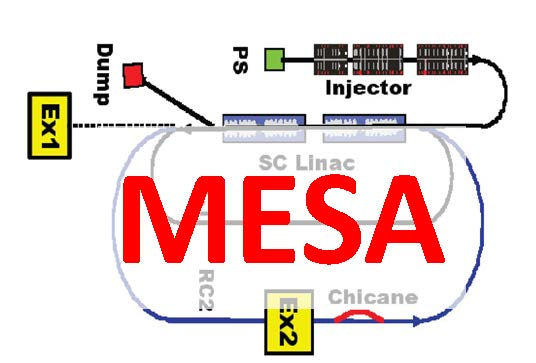 PS
Dump
Injector
Ex1
SC Linac
MESA
RC2
Ex2
Chicane